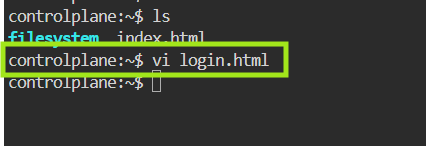 controlplane:~$ ls
filesystem  index.html
controlplane:~$ vi login.html
controlplane:~$